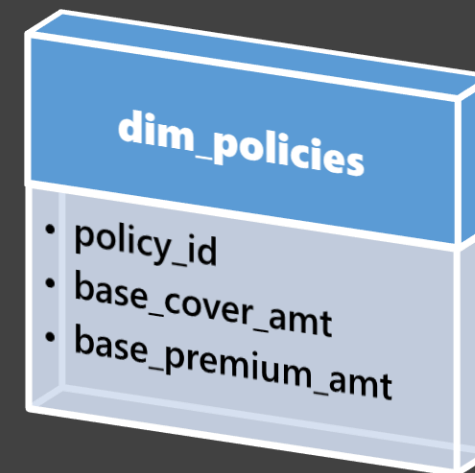 dim_policies
• policy_id
• base_cover_amt
• base_premium_amt